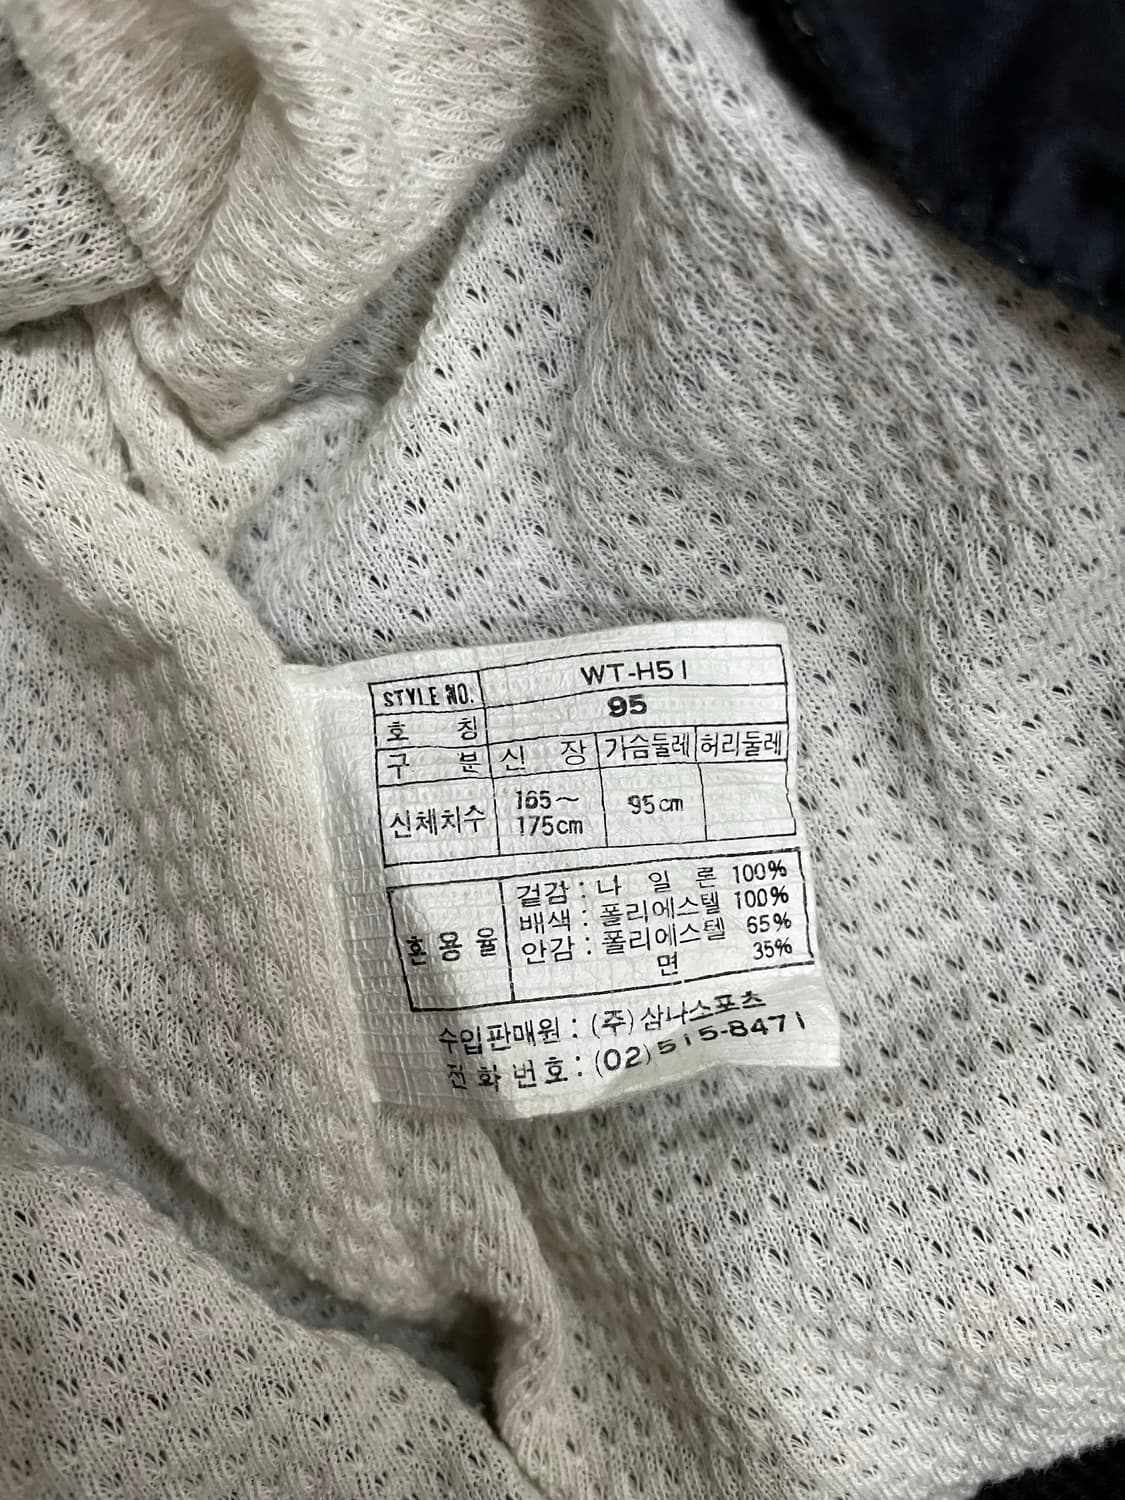 STYLE NO. WT-H51
호 칭 95
구 분 신 장 가슴둘레 허리둘레
신체치수 165~ 95cm
175cm
혼 용 율 겉감 : 나 일 론 100%
배색 : 폴리에스텔 100%
안감 : 폴리에스텔 65%
면 35%
수입판매원 : (주)삼나스포츠
전 화 번 호 : (02)515-8471